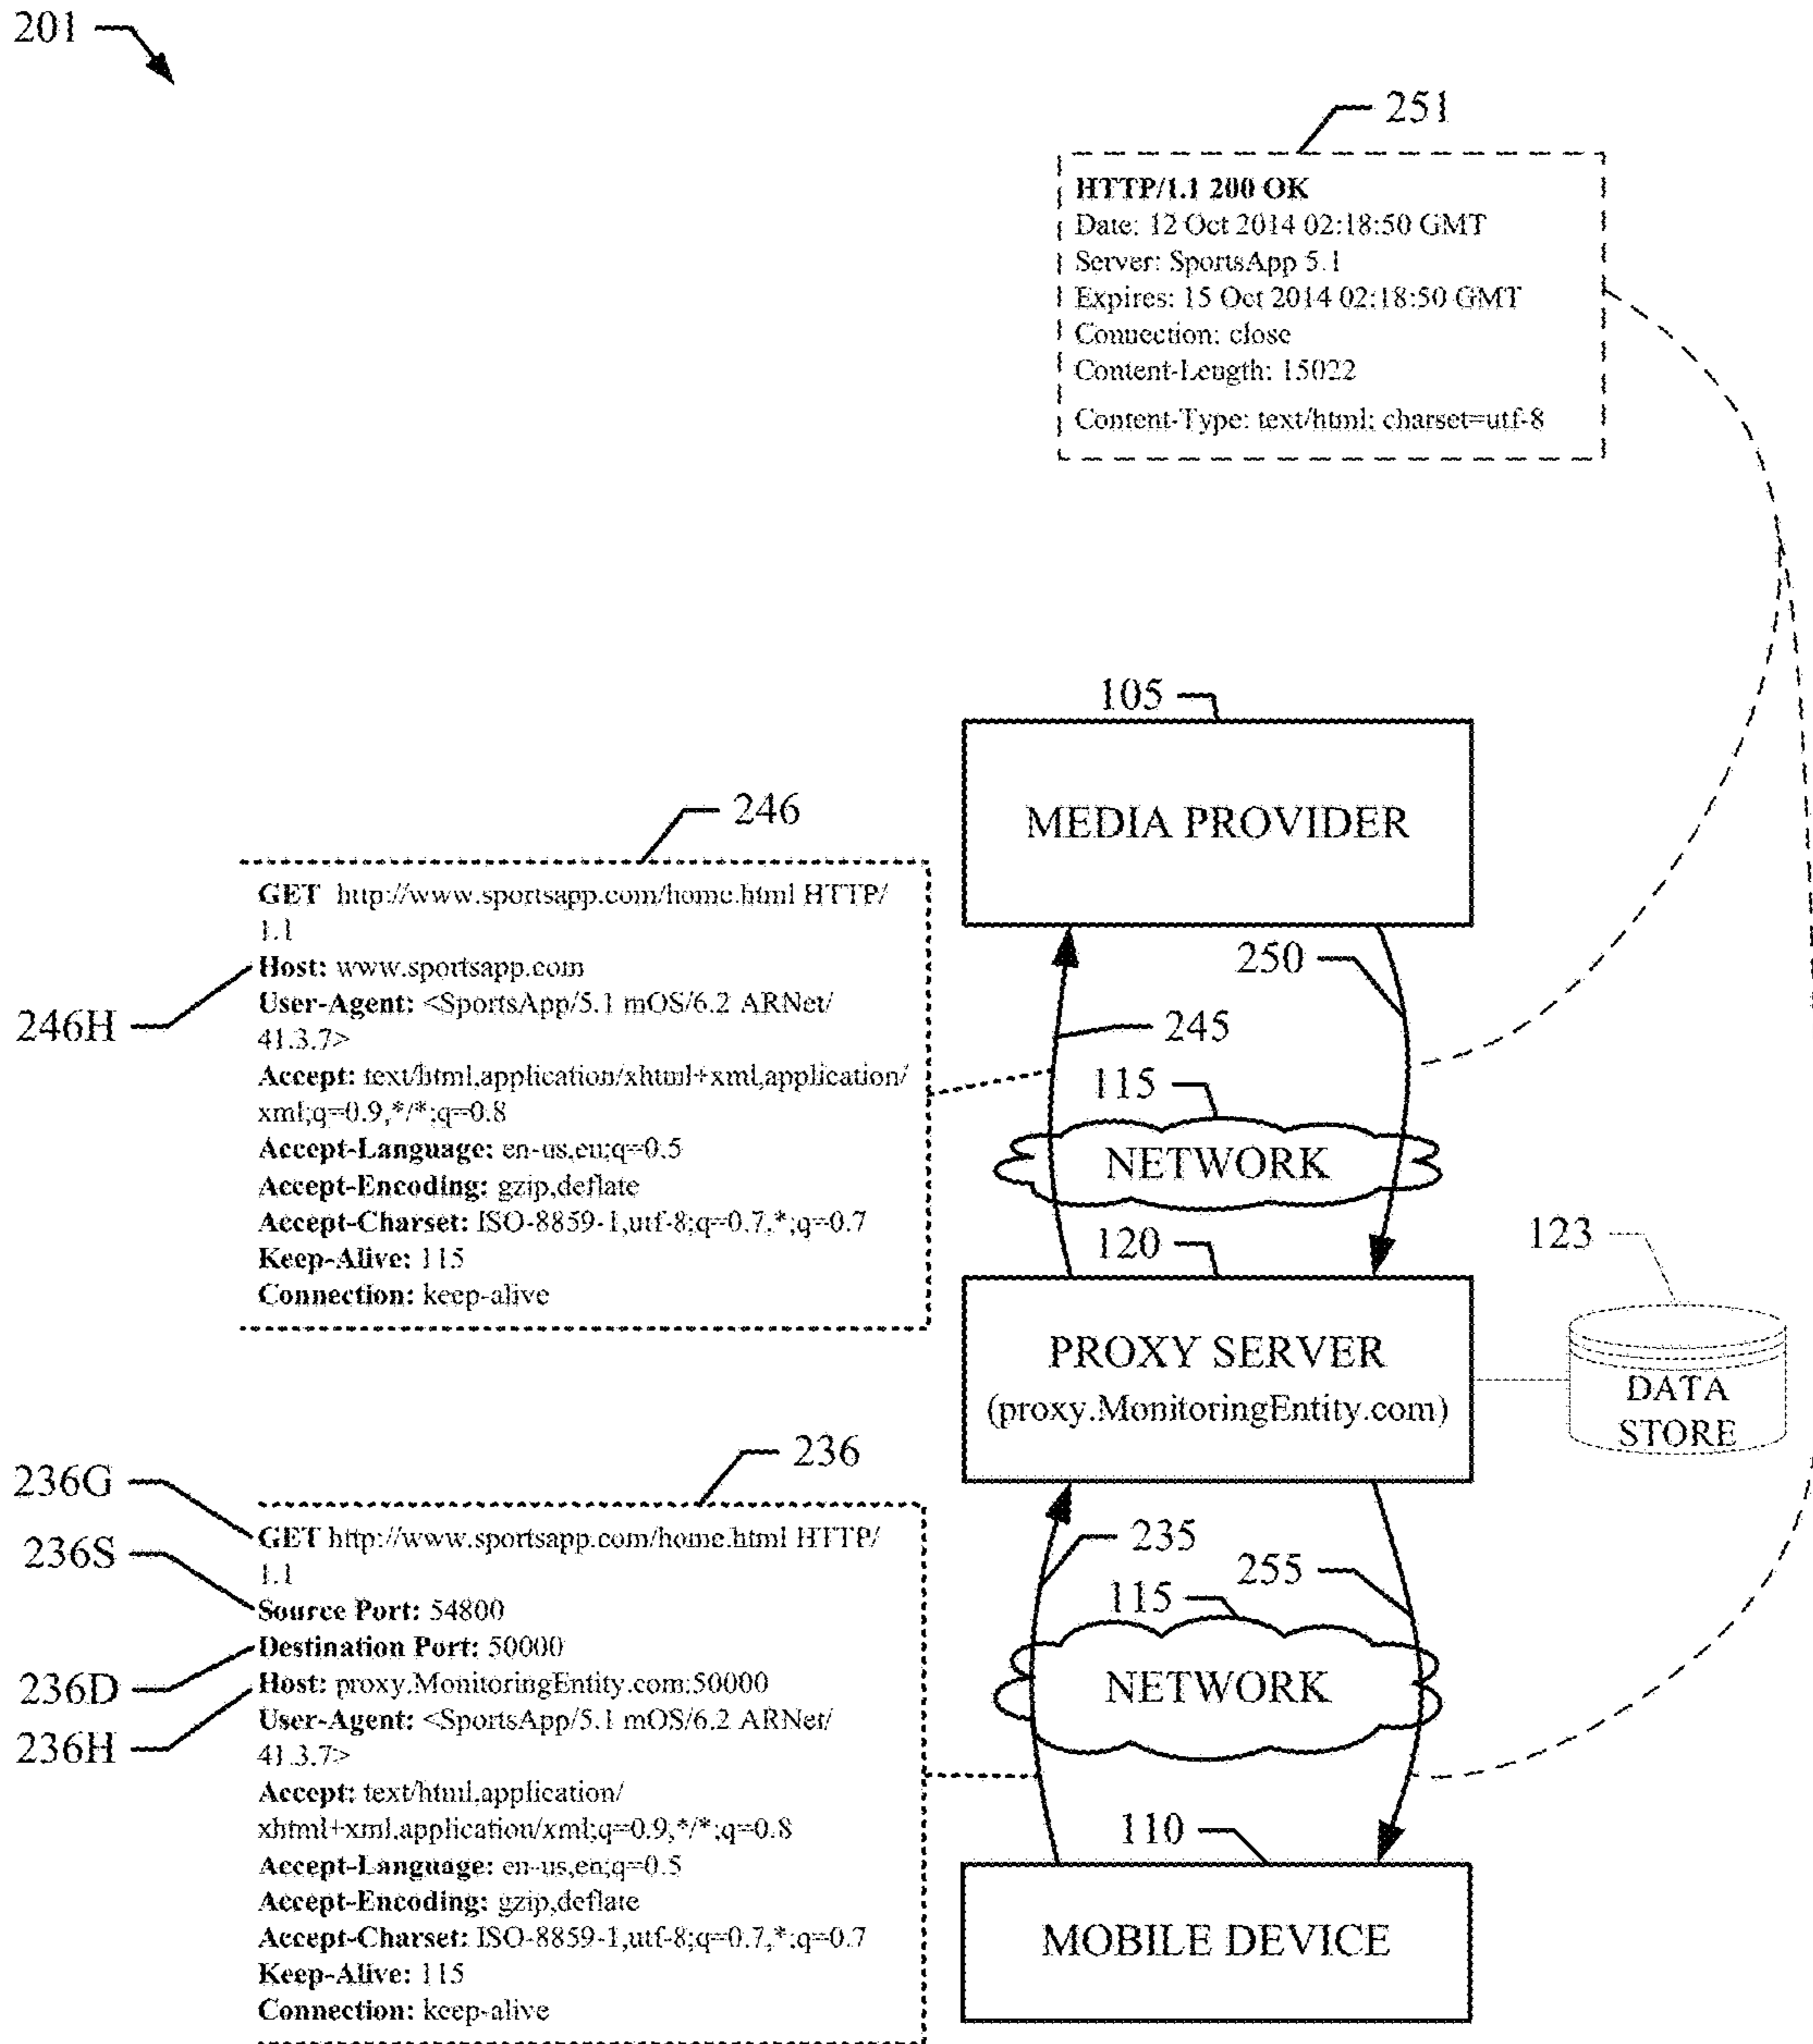 201
251
HTTP/1.1 200 OK
Date: 12 Oct 2014 02:18:50 GMT
Server: SportsApp 5.1
Expires: 15 Oct 2014 02:18:50 GMT
Connection: close
Content-Length: 15022
Content-Type: text/html; charset=utf-8
105
MEDIA PROVIDER
246
GET http://www.sportsapp.com/home.html HTTP/
1.1
Host: www.sportsapp.com
246H
User-Agent: <SportsApp/5.1 mOS/6.2 ARNet/
41.3.7>
Accept: text/html,application/xhtml+xml,application/
xml;q=0.9,*/*;q=0.8
Accept-Language: en-us,en;q=0.5
Accept-Encoding: gzip,deflate
Accept-Charset: ISO-8859-1,utf-8;q=0.7,*;q=0.7
Keep-Alive: 115
Connection: keep-alive
250
245
115
NETWORK
120
PROXY SERVER
(proxy.MonitoringEntity.com)
123
DATA
STORE
236
236G
GET http://www.sportsapp.com/home.html HTTP/
1.1
236S
Source Port: 54800
Destination Port: 50000
236D
Host: proxy.MonitoringEntity.com:50000
236H
User-Agent: <SportsApp/5.1 mOS/6.2 ARNet/
41.3.7>
Accept: text/html,application/
xhtml+xml,application/xml;q=0.9,*/*;q=0.8
Accept-Language: en-us,en;q=0.5
Accept-Encoding: gzip,deflate
Accept-Charset: ISO-8859-1,utf-8;q=0.7,*;q=0.7
Keep-Alive: 115
Connection: keep-alive
235
255
115
NETWORK
110
MOBILE DEVICE